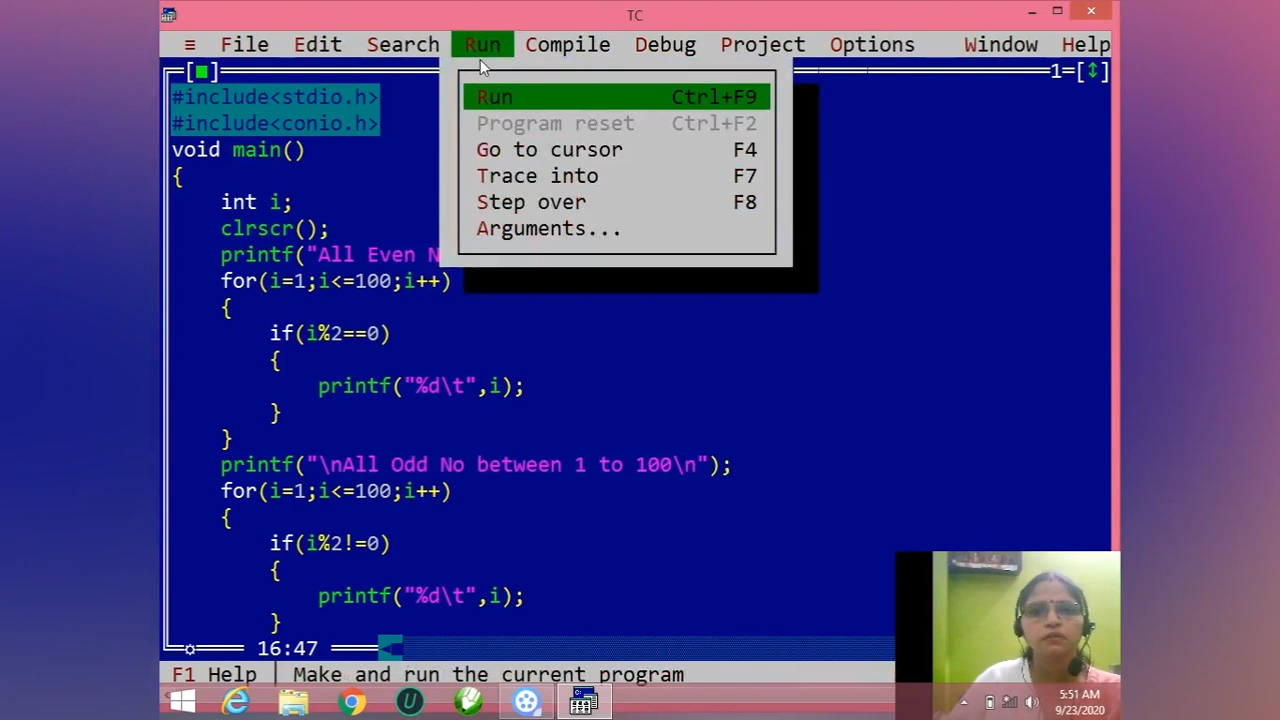 TC
≡ File Edit Search Run Compile Debug Project Options Window Help
1=[↕]
Run Ctrl+F9
Program reset Ctrl+F2
Go to cursor F4
Trace into F7
Step over F8
Arguments...
#include<stdio.h>
#include<conio.h>
void main()
{
int i;
clrscr();
printf("All Even N
for(i=1;i<=100;i++)
{
if(i%2==0)
{
printf("%d\t",i);
}
}
printf("\nAll Odd No between 1 to 100\n");
for(i=1;i<=100;i++)
{
if(i%2!=0)
{
printf("%d\t",i);
}
16:47
F1 Help | Make and run the current program
5:51 AM
9/23/2020